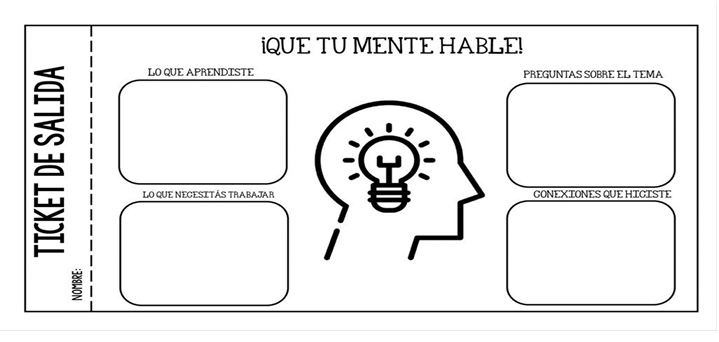 TICKET DE SALIDA
NOMBRE:
¡QUE TU MENTE HABLE!
LO QUE APRENDISTE
PREGUNTAS SOBRE EL TEMA
LO QUE NECESITÁS TRABAJAR
CONEXIONES QUE HICISTE